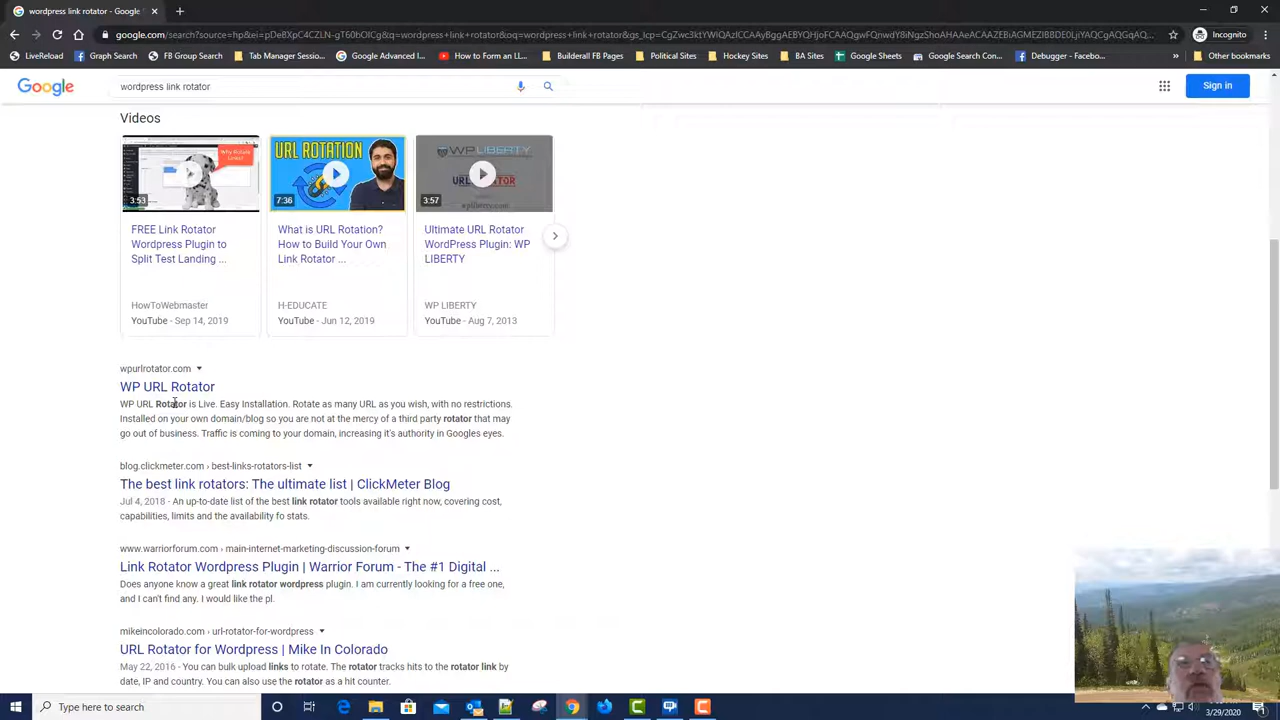 wordpress link rotator - Google
google.com/search?source=hp&ei=
Incognito
LiveReload
Facebook Group Search
FB Group Search
Google Advanced I...
How to Form an LL...
Builderall FB Pages
Political Sites
Hockey Sites
BA Sites
Google Sheets
Google Search Con...
Debugger - Facebo...
Other Bookmarks
Google
wordpress link rotator
Sign in
Videos
Why Rotate Links?
3:53
URL ROTATION
7:36
WP LIBERTY
3:57
FREE Link Rotator
Wordpress Plugin to
Split Test Landing ...
HowToWebmaster
YouTube - Sep 14, 2019
What is URL Rotation?
How to Build Your Own
Link Rotator ...
H-EDUCATE
YouTube - Jun 12, 2019
Ultimate URL Rotator
WordPress Plugin: WP
LIBERTY
WP LIBERTY
YouTube - Aug 7, 2013
wpurlrotator.com
WP URL Rotator
WP URL Rotator is Live. Easy Installation. Rotate as many URL as you wish, with no restrictions.
Installed on your own domain/blog so you are not at the mercy of a third party rotator that may
go out of business. Traffic is coming to your domain, increasing it's authority in Googles eyes.
blog.clickmeter.com › best-links-rotators-list
The best link rotators: The ultimate list | ClickMeter Blog
Jul 4, 2018 - An up-to-date list of the best link rotator tools available right now, covering cost,
capabilities, limits and the availability fo stats.
www.warriorforum.com › main-internet-marketing-discussion-forum
Link Rotator Wordpress Plugin | Warrior Forum - The #1 Digital ...
Does anyone know a great link rotator wordpress plugin. I am currently looking for a free one,
and I can't find any. I would like the pl.
mikeincolorado.com › url-rotator-for-wordpress
URL Rotator for Wordpress | Mike In Colorado
May 22, 2016 - You can bulk upload links to rotate. The rotator tracks hits to the rotator link by
date, IP and country. You can also use the rotator as a hit counter.
Type here to search
3/29/2020